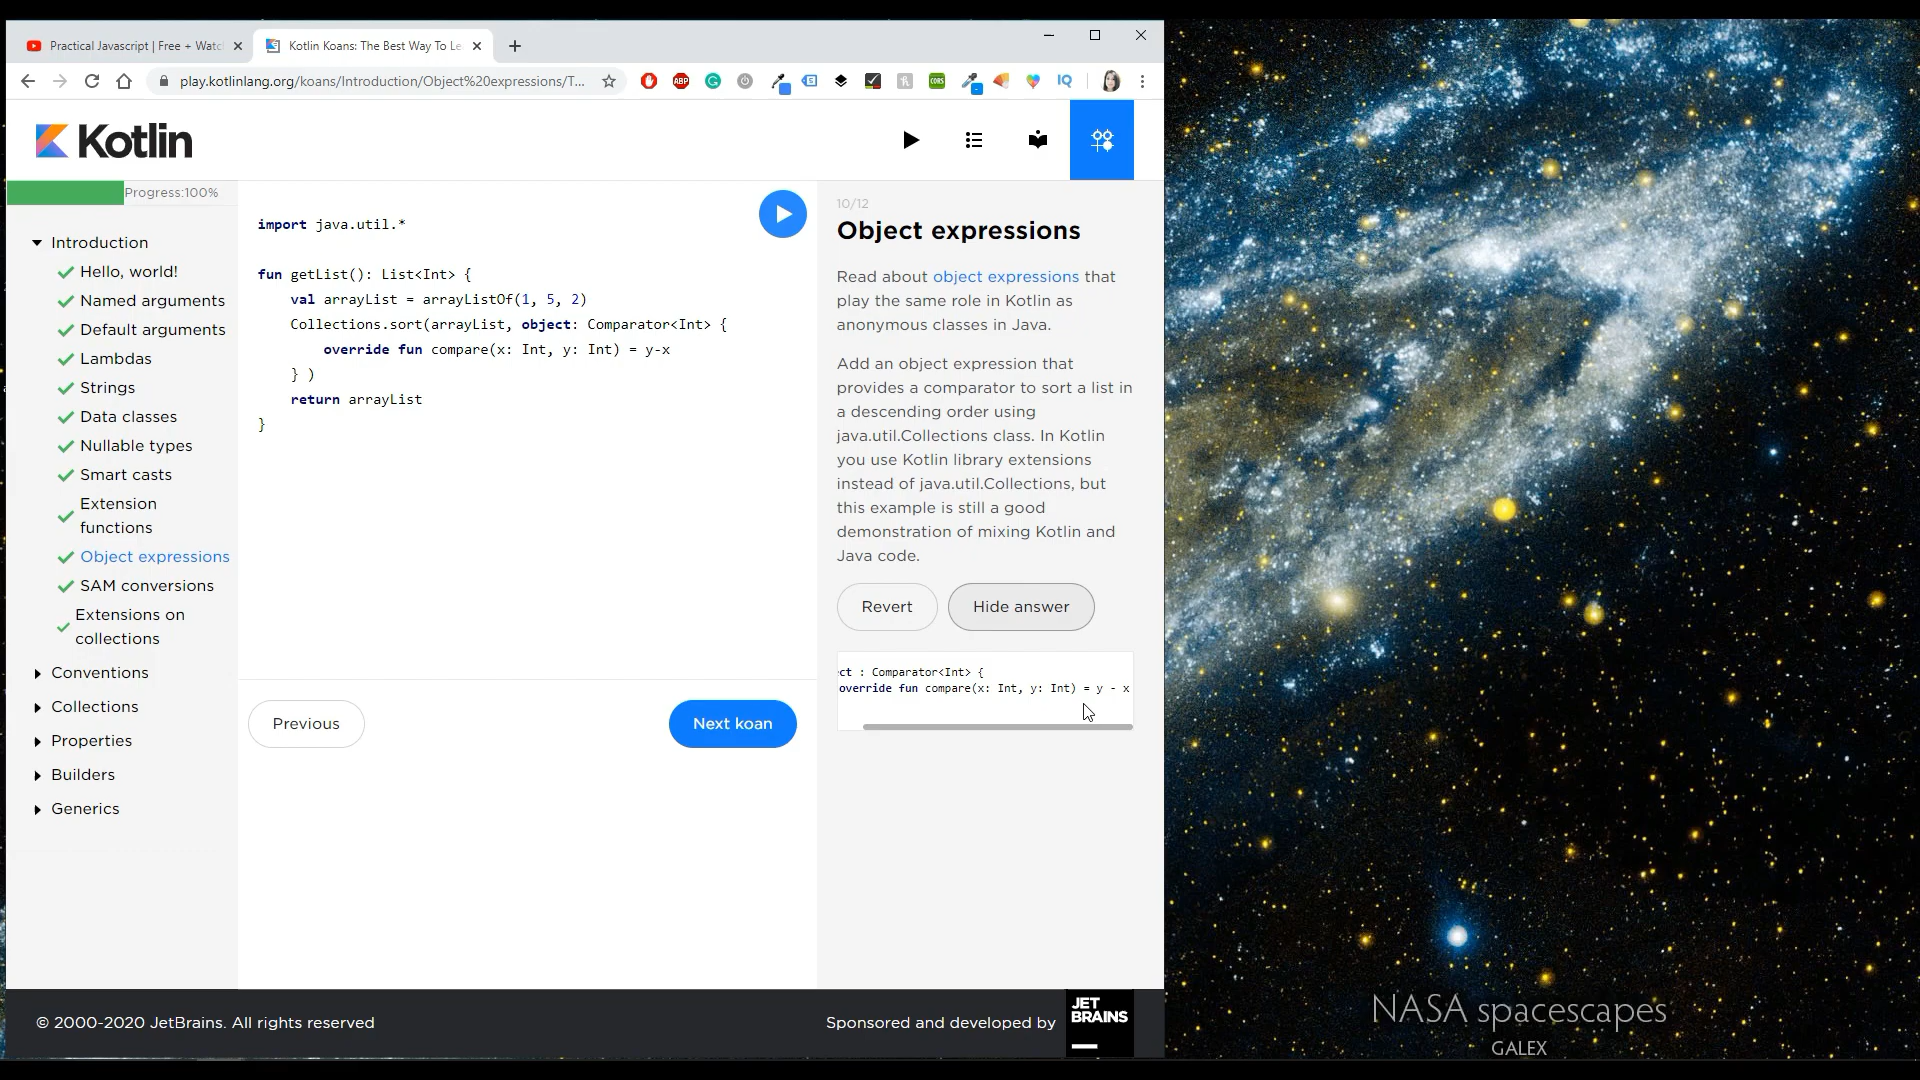 Practical Javascript | Free + Watc
Kotlin Koans: The Best Way To Le
play.kotlinlang.org/koans/Introduction/Object%20expressions/T...
ABP
CORS
IQ
Kotlin
Progress:100%
Introduction
Hello, world!
Named arguments
Default arguments
Lambdas
Strings
Data classes
Nullable types
Smart casts
Extension
functions
Object expressions
SAM conversions
Extensions on
collections
Conventions
Collections
Properties
Builders
Generics
import java.util.*
fun getList(): List<Int> {
val arrayList = arrayListOf(1, 5, 2)
Collections.sort(arrayList, object: Comparator<Int> {
override fun compare(x: Int, y: Int) = y-x
} )
return arrayList
}
Previous
Next koan
10/12
Object expressions
Read about object expressions that
play the same role in Kotlin as
anonymous classes in Java.
Add an object expression that
provides a comparator to sort a list in
a descending order using
java.util.Collections class. In Kotlin
you use Kotlin library extensions
instead of java.util.Collections, but
this example is still a good
demonstration of mixing Kotlin and
Java code.
Revert
Hide answer
ct : Comparator<Int> {
override fun compare(x: Int, y: Int) = y - x
© 2000-2020 JetBrains. All rights reserved
Sponsored and developed by
JET
BRAINS
NASA spacescapes
GALEX